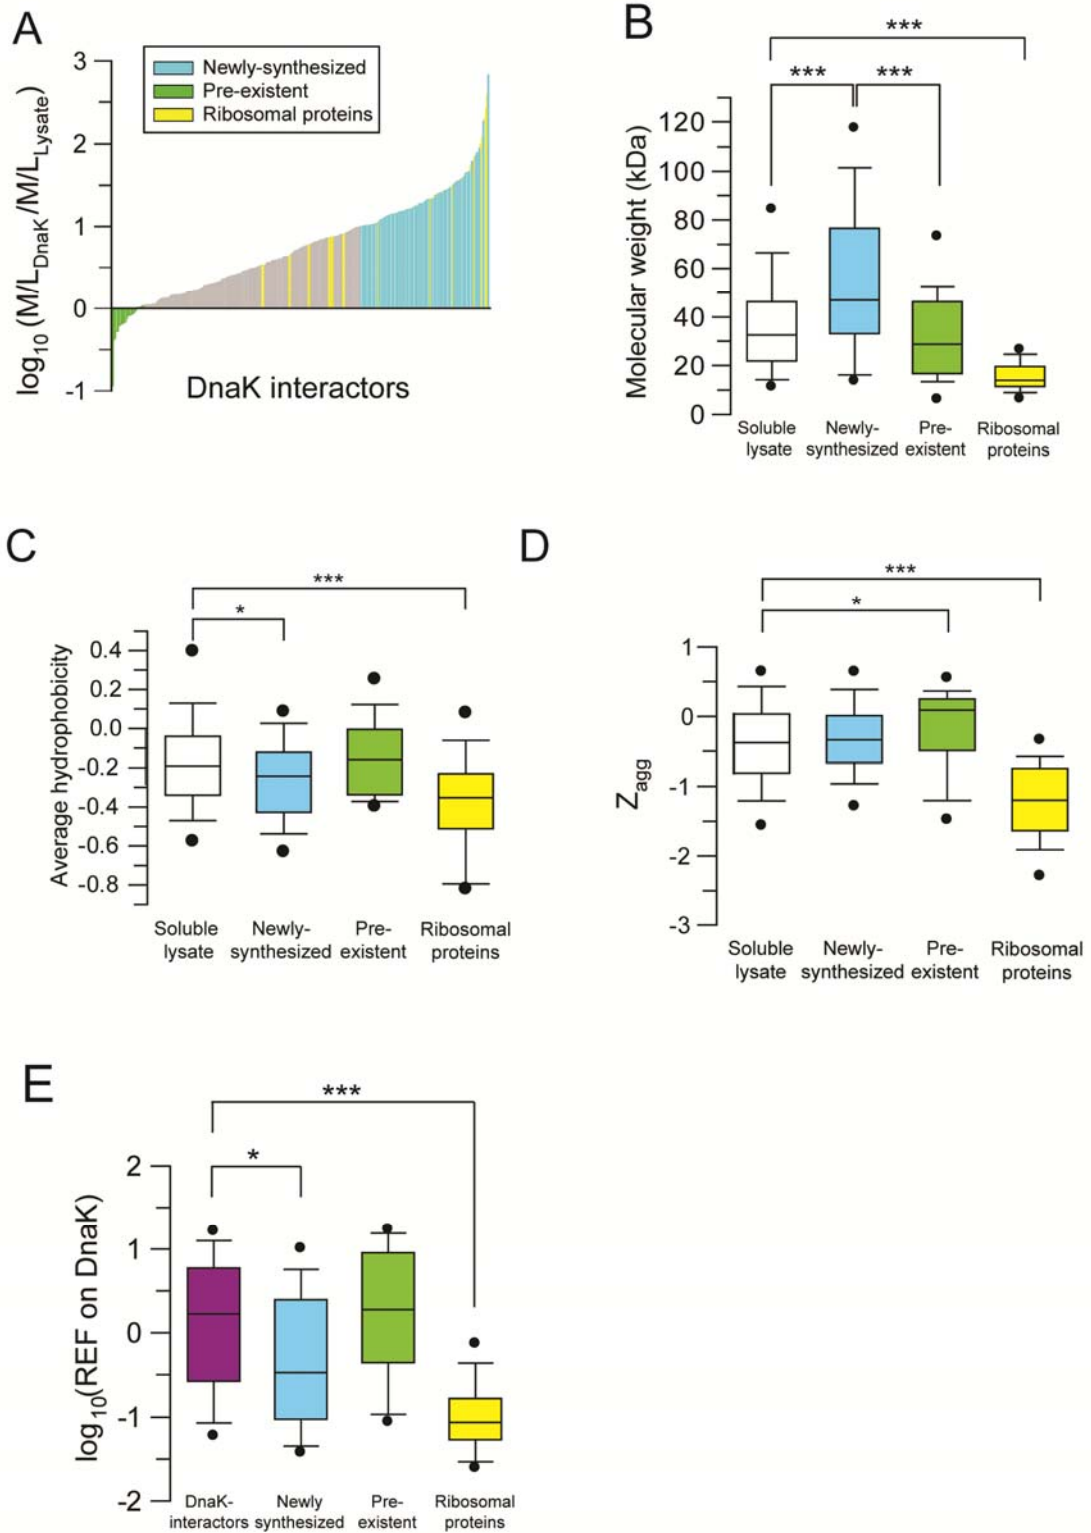 A
3
2
1
0
-1
log10 (M/LDnaK/M/LLysate)
Newly-synthesized
Pre-existent
Ribosomal proteins
DnaK interactors
B
***
*** ***
120
100
80
60
40
20
0
Molecular weight (kDa)
Soluble lysate
Newly-synthesized
Pre-existent
Ribosomal proteins
C
***
*
0.4
0.2
0.0
-0.2
-0.4
-0.6
-0.8
Average hydrophobicity
Soluble lysate
Newly-synthesized
Pre-existent
Ribosomal proteins
D
***
*
1
0
-1
-2
-3
Zagg
Soluble lysate
Newly-synthesized
Pre-existent
Ribosomal proteins
E
***
*
2
1
0
-1
-2
log10(REF on DnaK)
DnaK-interactors
Newly synthesized
Pre-existent
Ribosomal proteins